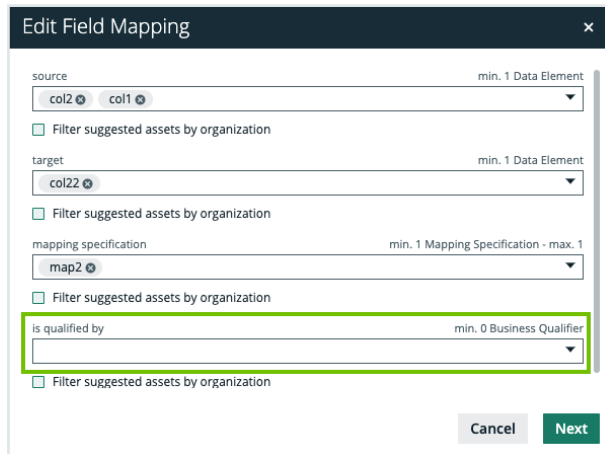 Edit Field Mapping ×
source min. 1 Data Element
col2 col1
Filter suggested assets by organization
target min. 1 Data Element
col22
Filter suggested assets by organization
mapping specification min. 1 Mapping Specification - max. 1
map2
Filter suggested assets by organization
is qualified by min. 0 Business Qualifier
Filter suggested assets by organization
Cancel Next